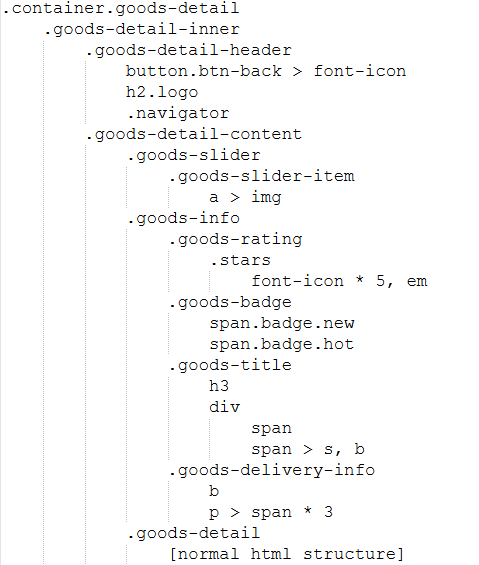 .container.goods-detail
.goods-detail-inner
.goods-detail-header
button.btn-back > font-icon
h2.logo
.navigator
.goods-detail-content
.goods-slider
.goods-slider-item
a > img
.goods-info
.goods-rating
.stars
font-icon * 5, em
.goods-badge
span.badge.new
span.badge.hot
.goods-title
h3
div
span
span > s, b
.goods-delivery-info
b
p > span * 3
.goods-detail
[normal html structure]